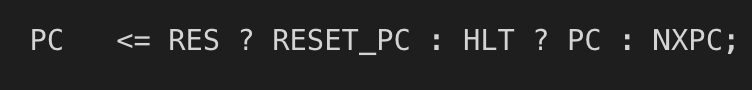 PC   <= RES ? RESET_PC : HLT ? PC : NXPC;